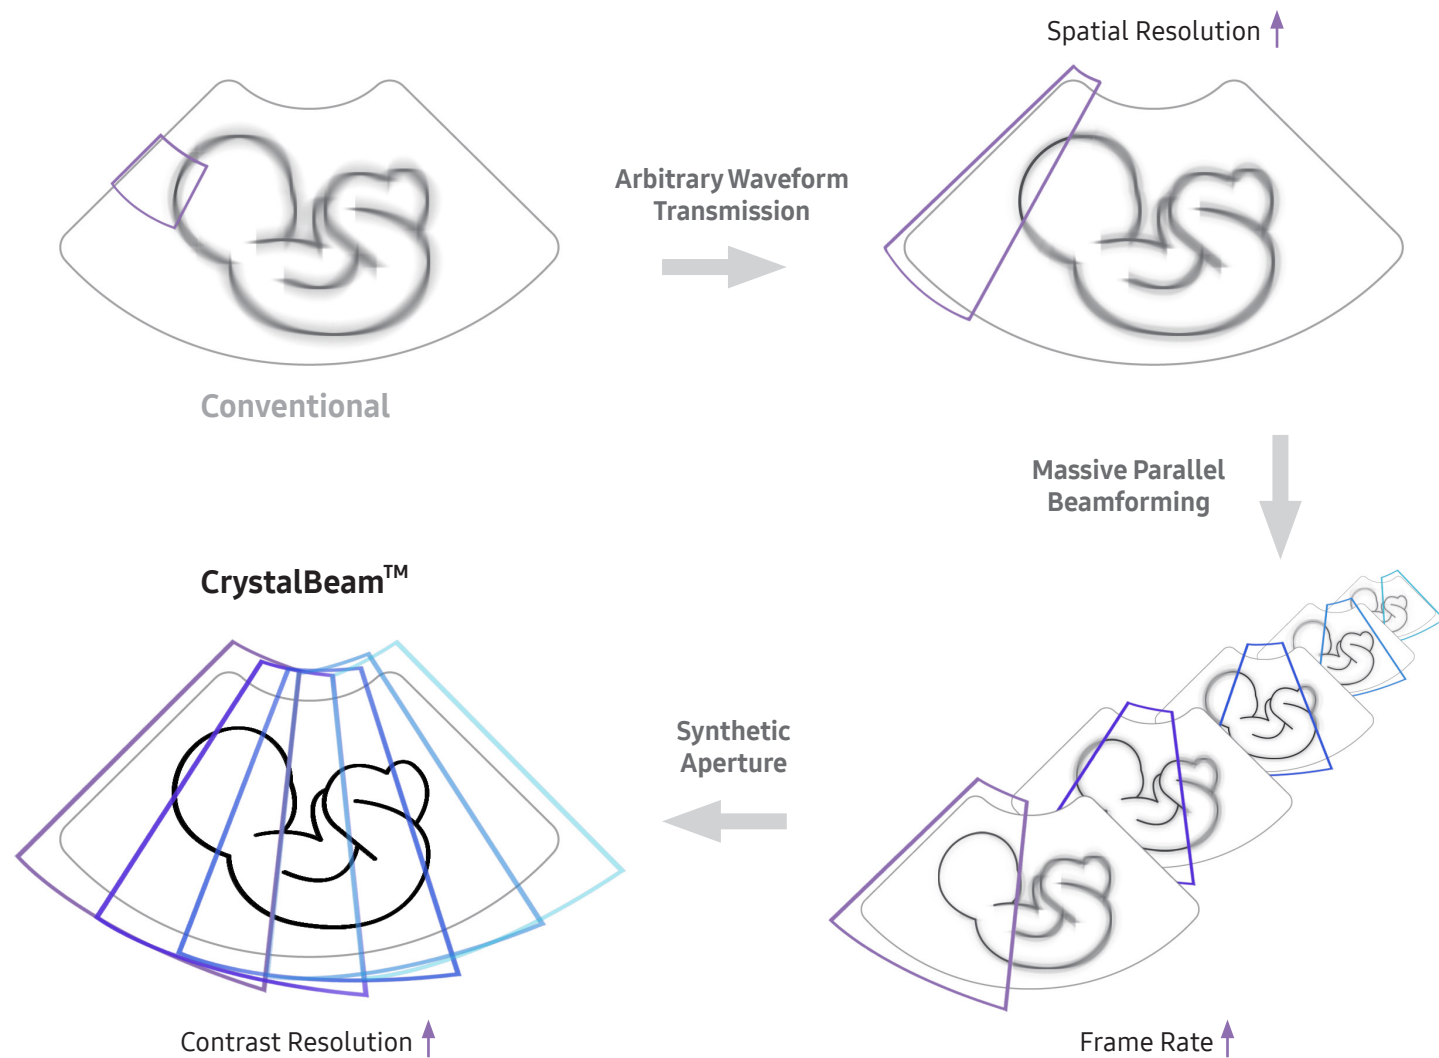 Spatial Resolution
Arbitrary Waveform
Transmission
Conventional
Massive Parallel
Beamforming
CrystalBeam™
Synthetic
Aperture
Contrast Resolution
Frame Rate